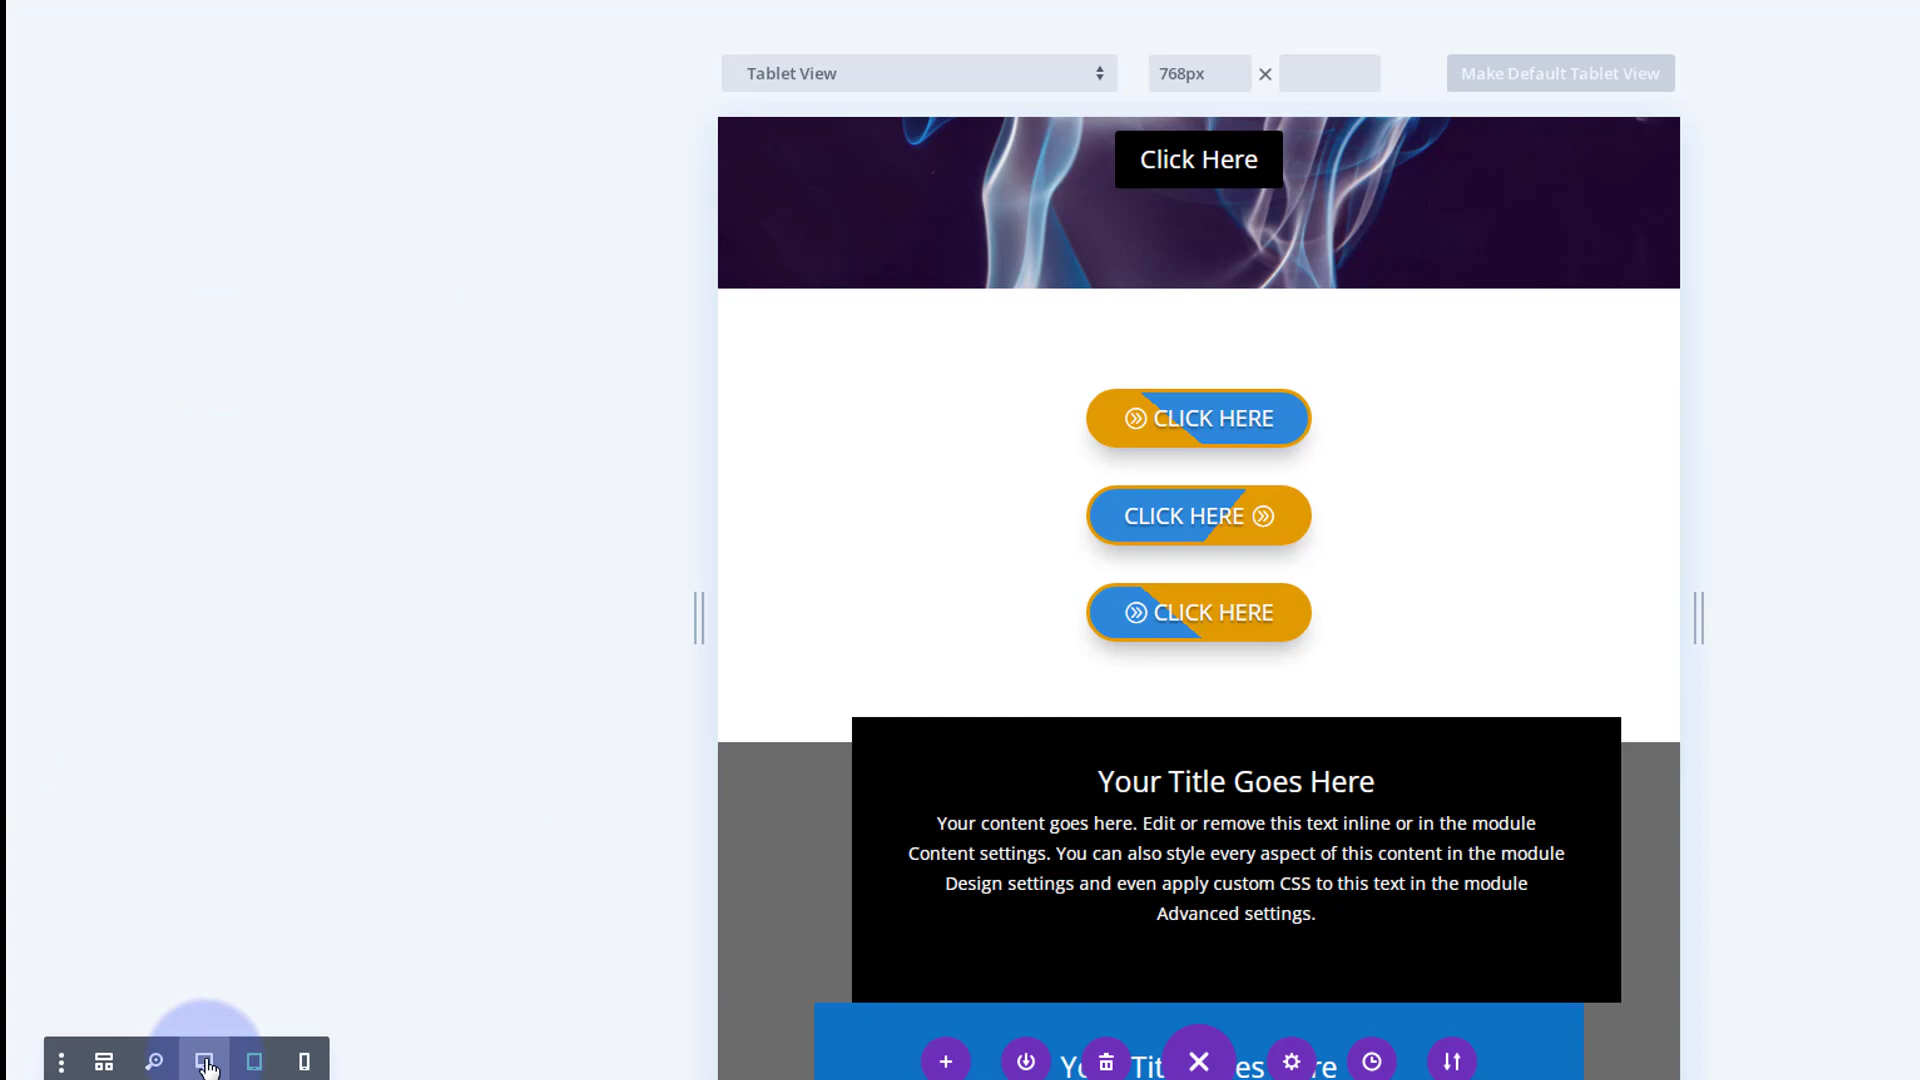 Tablet View
768px
Make Default Tablet View
Click Here
CLICK HERE
CLICK HERE
CLICK HERE
Your Title Goes Here
Your content goes here. Edit or remove this text inline or in the module
Content settings. You can also style every aspect of this content in the module
Design settings and even apply custom CSS to this text in the module
Advanced settings.